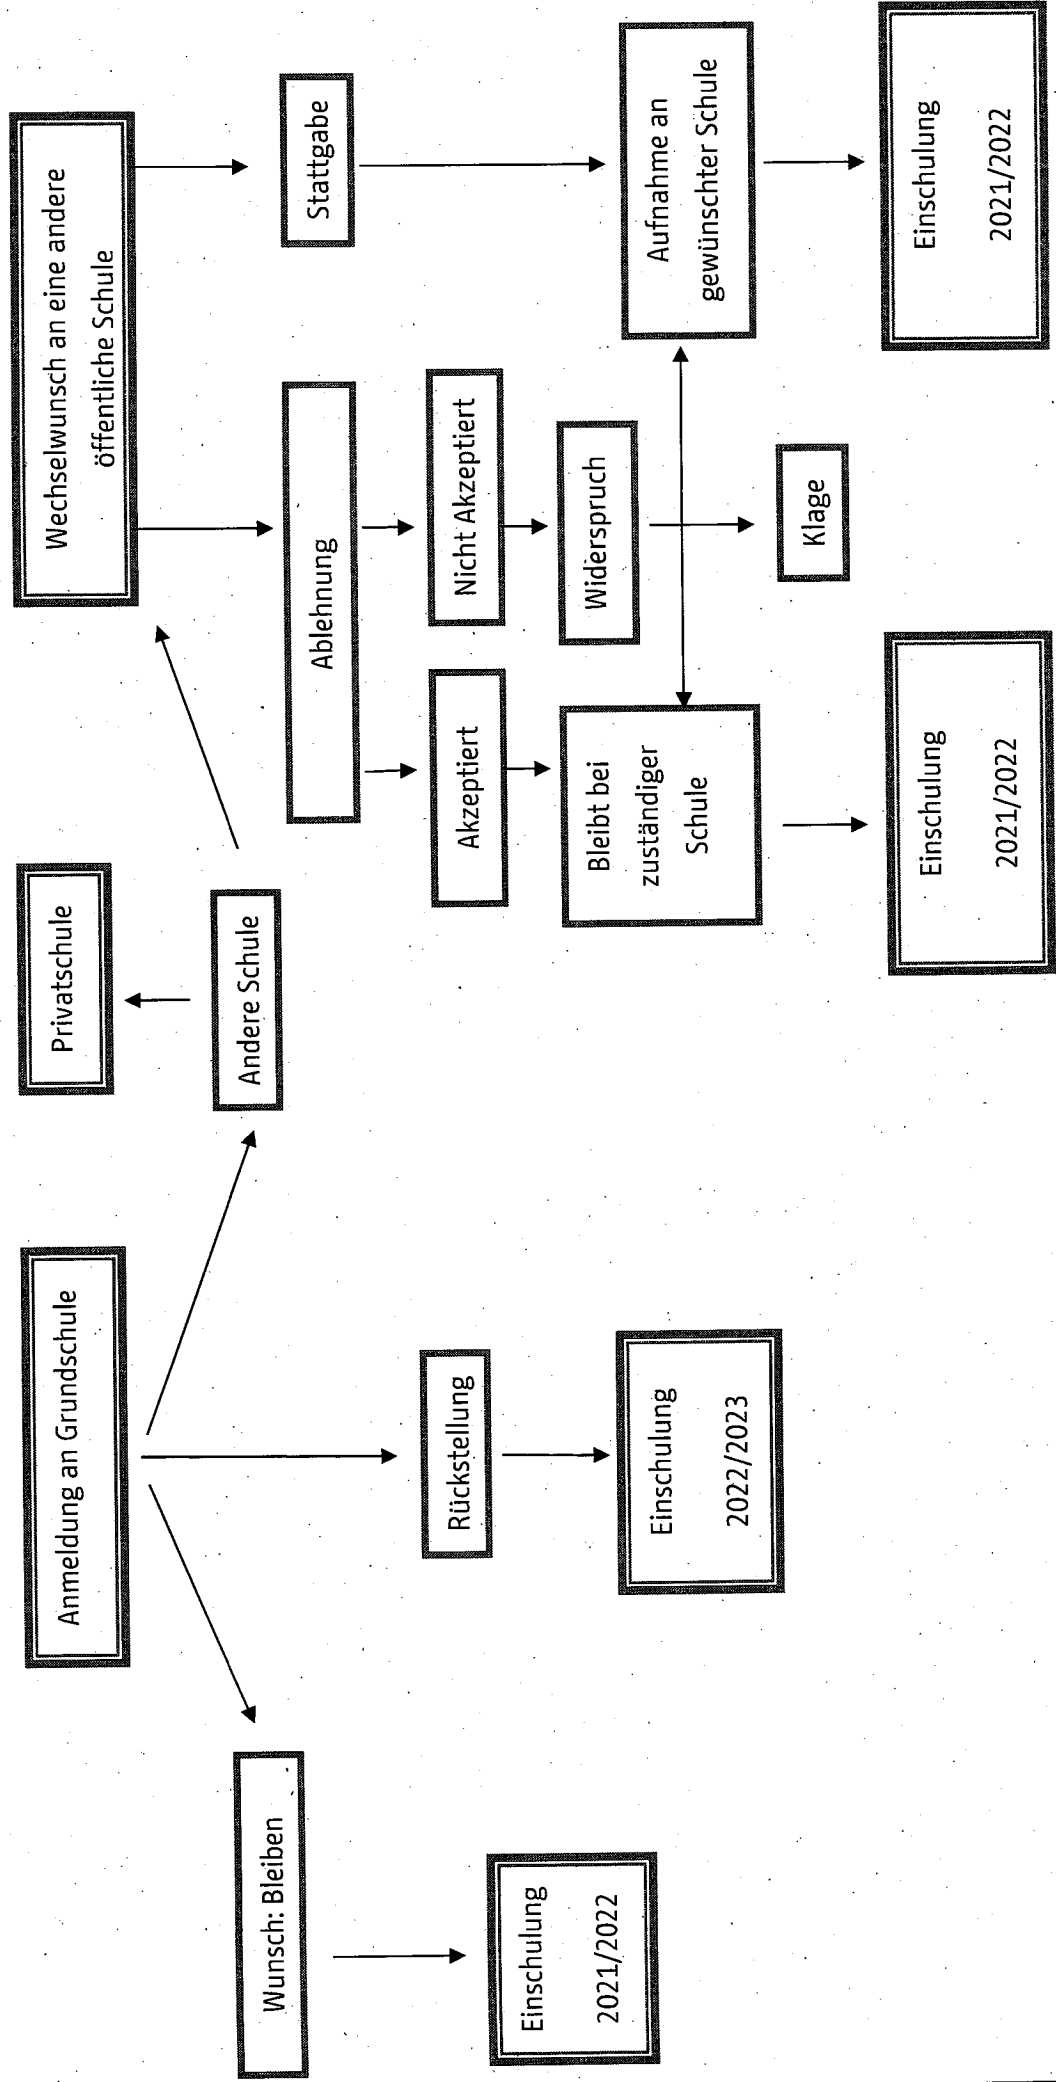 Anmeldung an Grundschule
Privatschule
Wechselwunsch an eine andere
öffentliche Schule
Wunsch: Bleiben
Andere Schule
Ablehnung
Stattgabe
Rückstellung
Akzeptiert
Nicht Akzeptiert
Einschulung
2021/2022
Einschulung
2022/2023
Bleibt bei
zuständiger
Schule
Widerspruch
Aufnahme an
gewünschter Schule
Klage
Einschulung
2021/2022
Einschulung
2021/2022